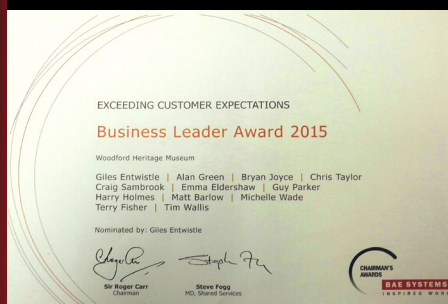 EXCEEDING CUSTOMER EXPECTATIONS
Business Leader Award 2015
Woodford Heritage Museum
Giles Entwistle | Alan Green | Bryan Joyce | Chris Taylor
Craig Sambrook | Emma Eldershaw | Guy Parker
Harry Holmes | Matt Barlow | Michelle Wade
Terry Fisher | Tim Wallis
Nominated by: Giles Entwistle
Sir Roger Carr
Chairman
Steve Fogg
MD, Shared Services
CHAIRMAN'S
AWARDS
BAE SYSTEMS
INSPIRED WORK